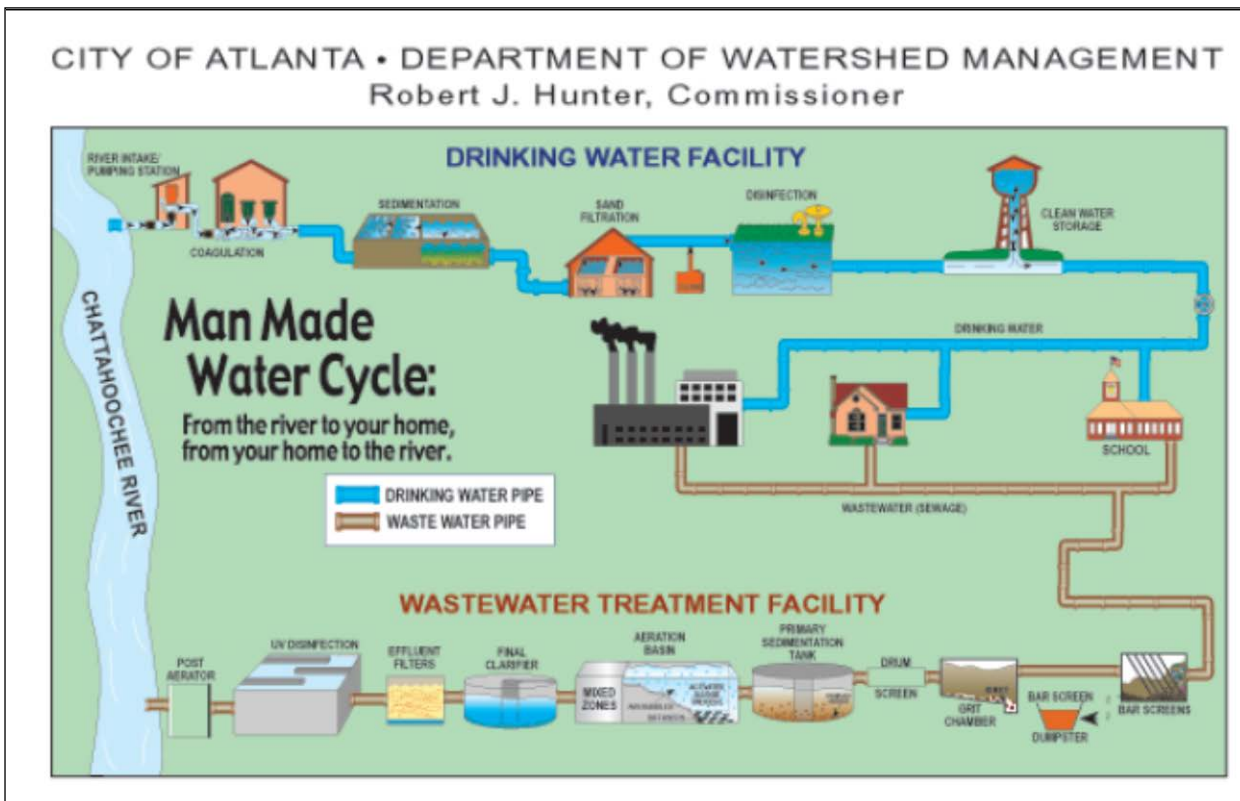 CITY OF ATLANTA • DEPARTMENT OF WATERSHED MANAGEMENT
Robert J. Hunter, Commissioner
DRINKING WATER FACILITY
RIVER INTAKE/
PUMPING STATION
COAGULATION
SEDIMENTATION
SAND
FILTRATION
DISINFECTION
CLEAN WATER
STORAGE
CHATTAHOOCHEE RIVER
Man Made
Water Cycle:
From the river to your home,
from your home to the river.
DRINKING WATER
SCHOOL
DRINKING WATER PIPE
WASTE WATER PIPE
WASTEWATER (SEWAGE)
WASTEWATER TREATMENT FACILITY
POST
AERATOR
UV DISINFECTION
EFFLUENT
FILTERS
FINAL
CLARIFIER
AERATION
BASIN
MIXED
ZONES
PRIMARY
SEDIMENTATION
TANK
DRUM
SCREEN
GRIT
CHAMBER
BAR SCREEN
DUMPSTER
BAR SCREENS